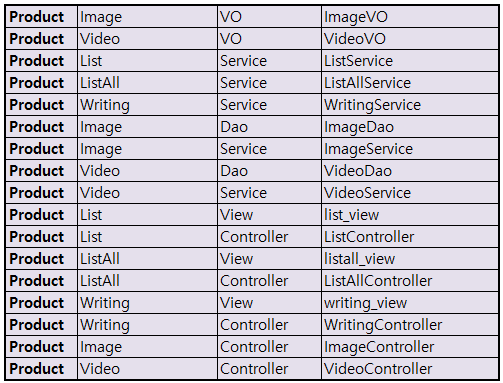 Product Image VO ImageVO
Product Video VO VideoVO
Product List Service ListService
Product ListAll Service ListAllService
Product Writing Service WritingService
Product Image Dao ImageDao
Product Image Service ImageService
Product Video Dao VideoDao
Product Video Service VideoService
Product List View list_view
Product List Controller ListController
Product ListAll View listall_view
Product ListAll Controller ListAllController
Product Writing View writing_view
Product Writing Controller WritingController
Product Image Controller ImageController
Product Video Controller VideoController